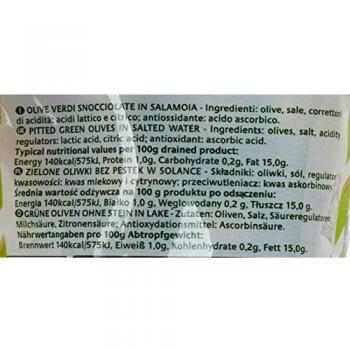 I OLIVE VERDI SNOCCIOLATE IN SALAMOIA - Ingredienti: olive, sale, correttori
di acidità: acidi lattico e citrico; antiossidante: acido ascorbico.
UK PITTED GREEN OLIVES IN SALTED WATER - Ingredients: olives, salt, acidity
regulators: lactic acid, citric acid; antioxidant: ascorbic acid.
Typical nutritional values per 100g drained product:
Energy 140kcal/575kJ, Protein 1,0g, Carbohydrate 0,2g, Fat 15,0g.
PL ZIELONE OLIWKI BEZ PESTEK W SOLANCE - Składniki: oliwki, sól, regulator
kwasowości: kwas mlekowy i cytrynowy; przeciwutleniacz: kwas askorbinowy.
Średnia wartość odżywcza na 100 g produktu po odsączeniu:
Energia 140kcal/575kJ, Białko 1,0 g, Węglowodany 0,2 g, Tłuszcz 15,0 g.
D GRÜNE OLIVEN OHNE STEIN IN LAKE - Zutaten: Oliven, Salz, Säureregulatoren:
Milchsäure, Zitronensäure; Antioxydationsmittel: Ascorbinsäure.
Nährwertangaben pro 100g Abtropfgewicht:
Brennwert 140kcal/575kJ, Eiweiß 1,0g, Kohlenhydrate 0,2g, Fett 15,0g.